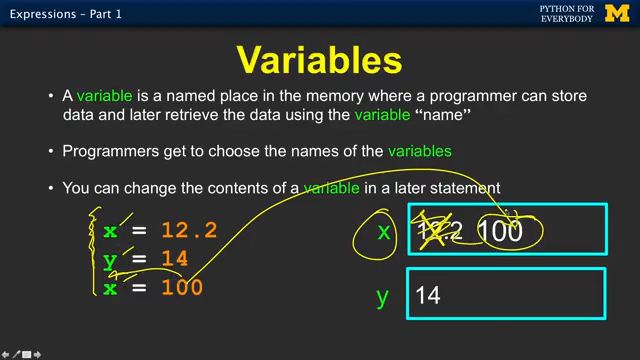 Expressions – Part 1
PYTHON FOR
EVERYBODY
M
Variables
• A variable is a named place in the memory where a programmer can store
data and later retrieve the data using the variable “name”
• Programmers get to choose the names of the variables
• You can change the contents of a variable in a later statement
x = 12.2
y = 14
x = 100
x 12.2 100
y 14